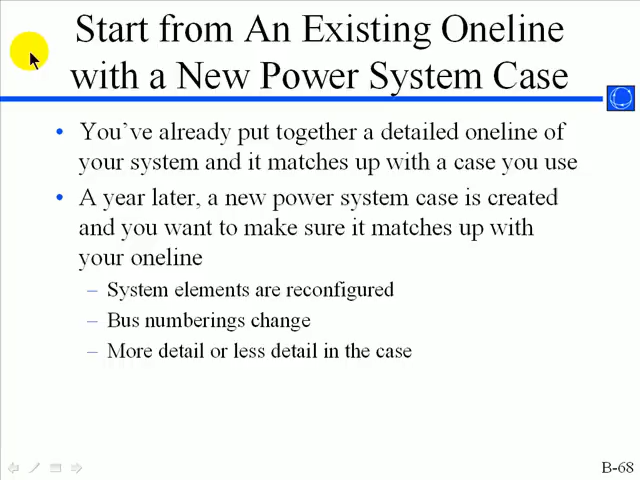 Start from An Existing Oneline
with a New Power System Case
• You've already put together a detailed oneline of
your system and it matches up with a case you use
• A year later, a new power system case is created
and you want to make sure it matches up with
your oneline
– System elements are reconfigured
– Bus numberings change
– More detail or less detail in the case
B-68